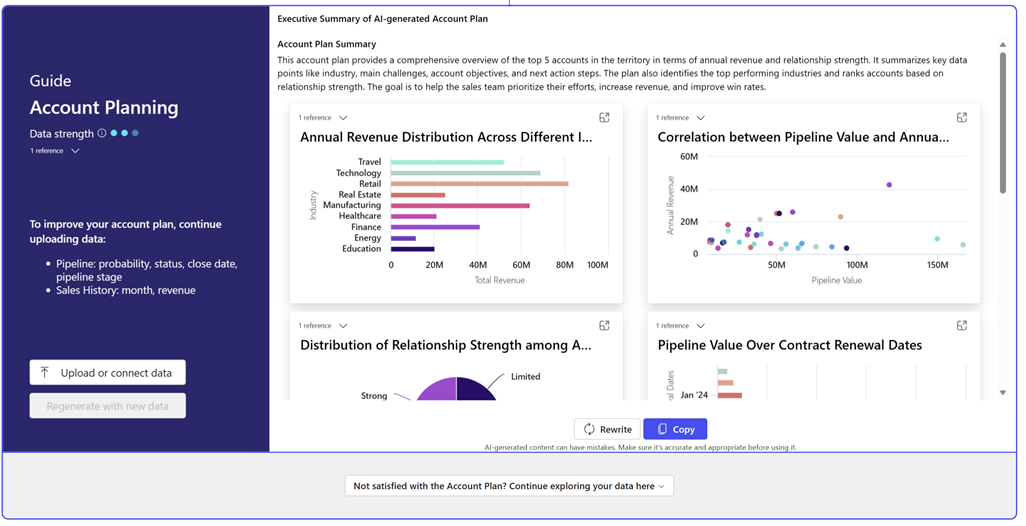 Guide
Account Planning
Data strength
1 reference
To improve your account plan, continue
uploading data:
• Pipeline: probability, status, close date,
pipeline stage
• Sales History: month, revenue
Upload or connect data
Regenerate with new data
Executive Summary of AI-generated Account Plan
Account Plan Summary
This account plan provides a comprehensive overview of the top 5 accounts in the territory in terms of annual revenue and relationship strength. It summarizes key data
points like industry, main challenges, account objectives, and next action steps. The plan also identifies the top performing industries and ranks accounts based on
relationship strength. The goal is to help the sales team prioritize their efforts, increase revenue, and improve win rates.
1 reference
Annual Revenue Distribution Across Different I...
Industry
Travel
Technology
Retail
Real Estate
Manufacturing
Healthcare
Finance
Energy
Education
0 20M 40M 60M 80M 100M
Total Revenue
1 reference
Correlation between Pipeline Value and Annua...
Annual Revenue
60M
40M
20M
0
50M 100M 150M
Pipeline Value
1 reference
Distribution of Relationship Strength among A...
Limited
Strong
1 reference
Pipeline Value Over Contract Renewal Dates
Dates
Jan '24
Rewrite
Copy
AI-generated content can have mistakes. Make sure it's accurate and appropriate before using it.
Not satisfied with the Account Plan? Continue exploring your data here